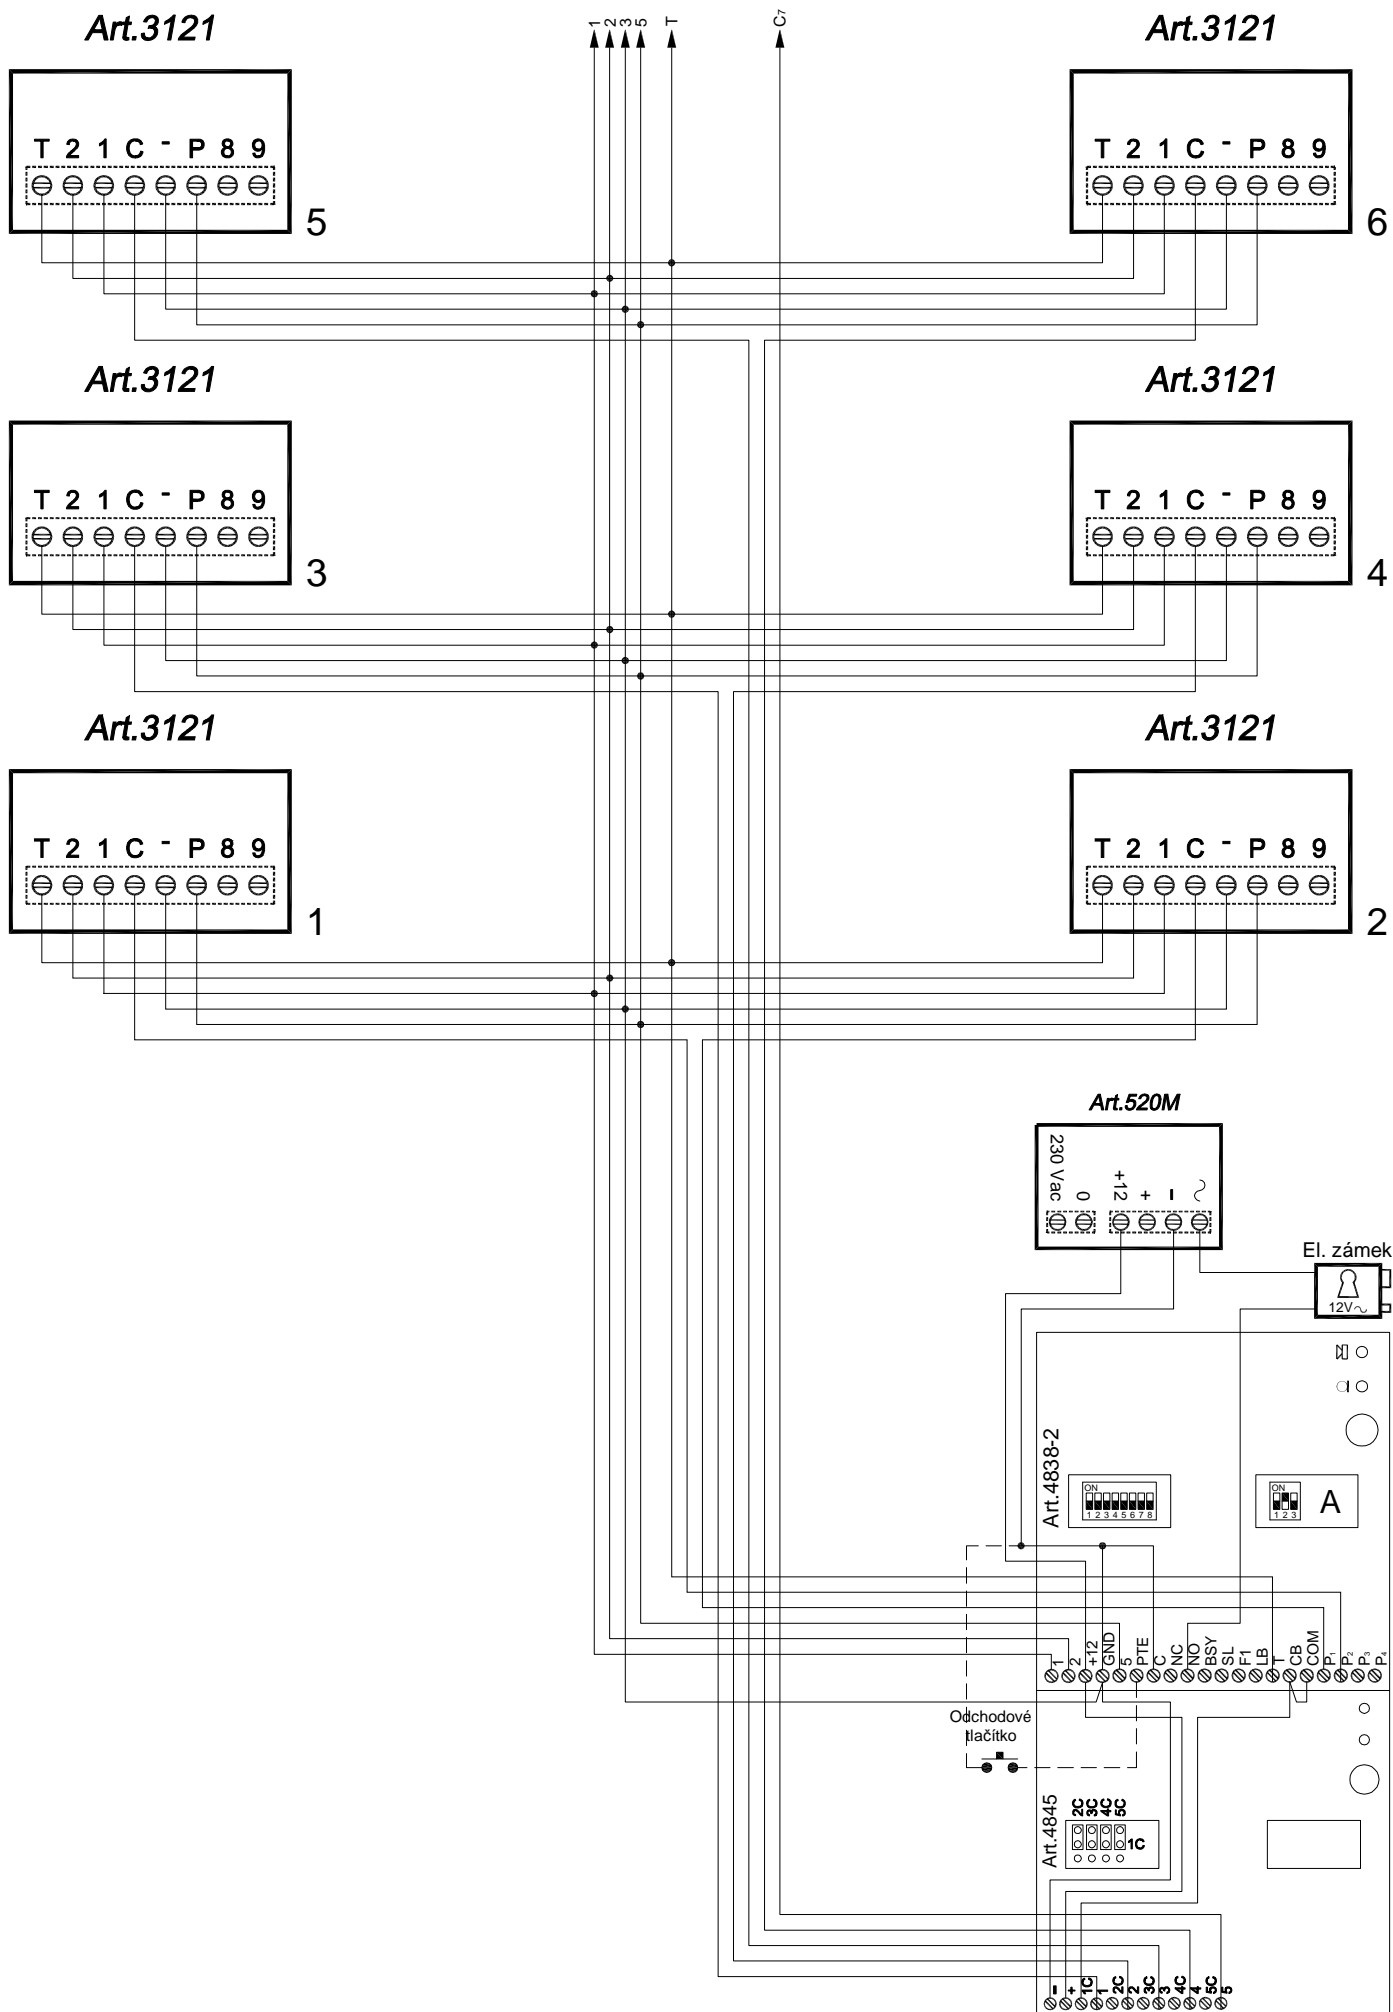 1 2 3 5 T C7
Art.3121 Art.3121
T 2 1 C - P 8 9
5
T 2 1 C - P 8 9
6
Art.3121 Art.3121
T 2 1 C - P 8 9
3
T 2 1 C - P 8 9
4
Art.3121 Art.3121
T 2 1 C - P 8 9
1
T 2 1 C - P 8 9
2
Art.520M
230 Vac 0 +12 + - ~
El. zámek
12V~
Art.4838-2
ON
1 2 3 4 5 6 7 8
ON
1 2 3
A
1 2 +12 GND 5 PTE C NC NO BSY SL F1 LB T CB COM P1 P2 P3 P4
Odchodové
tlačítko
Art.4845
2C 3C 4C 5C
1C
- + 1C 1 2C 2 3C 3 4C 4 5C 5